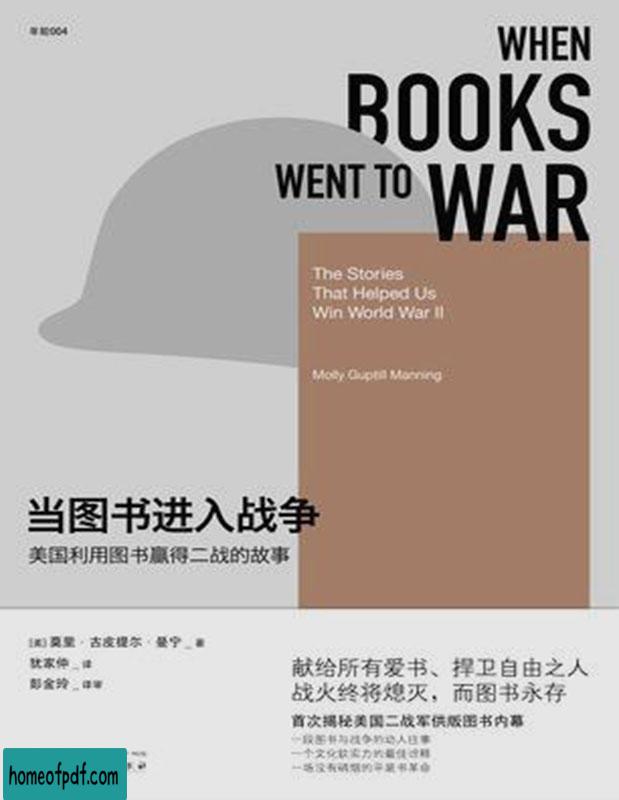 年轮004
WHEN
BOOKS
WENT TO WAR
The Stories
That Helped Us
Win World War II
Molly Guptill Manning
当图书进入战争
美国利用图书赢得二战的故事
[美] 莫里·古皮提尔·曼宁_著
犹家仲_译
彭金玲_译审
献给所有爱书、捍卫自由之人
战火终将熄灭，而图书永存
首次揭秘美国二战军供版图书内幕
一段图书与战争的动人往事
一个文化软实力的最佳诠释
一场没有硝烟的平装书革命
homeofpdf.com